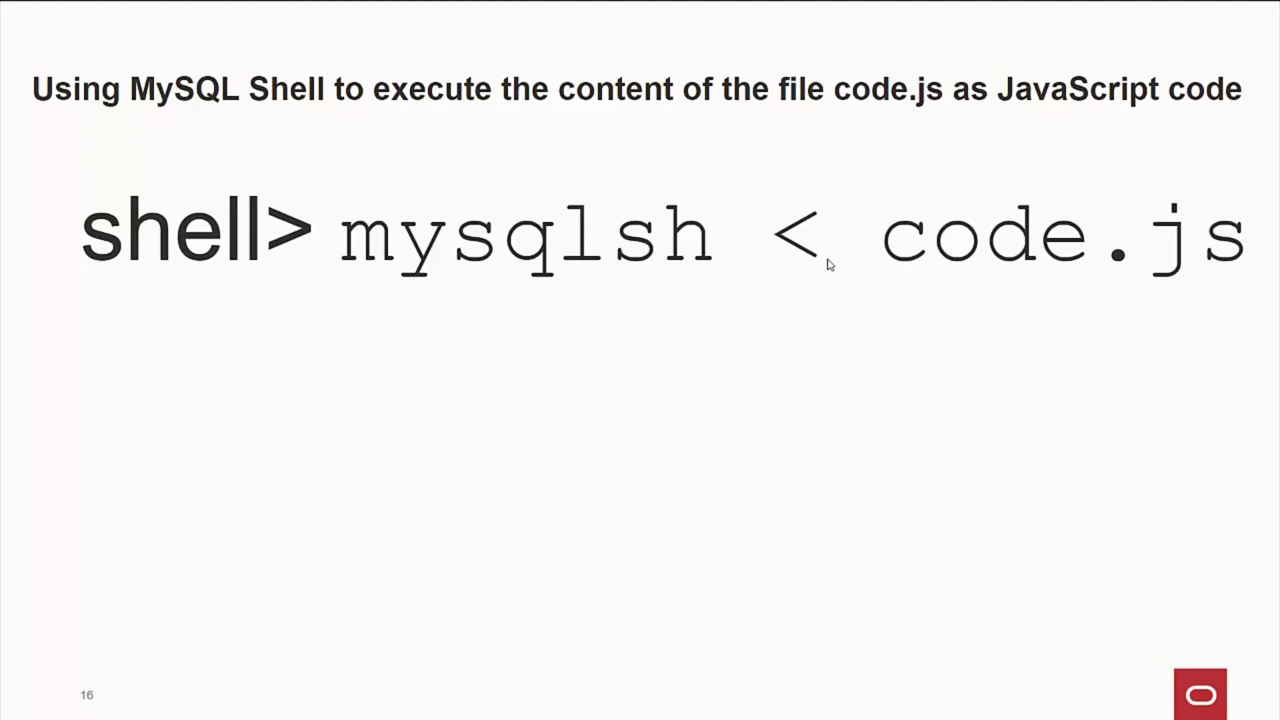 Using MySQL Shell to execute the content of the file code.js as JavaScript code
shell> mysqlsh < code.js
16